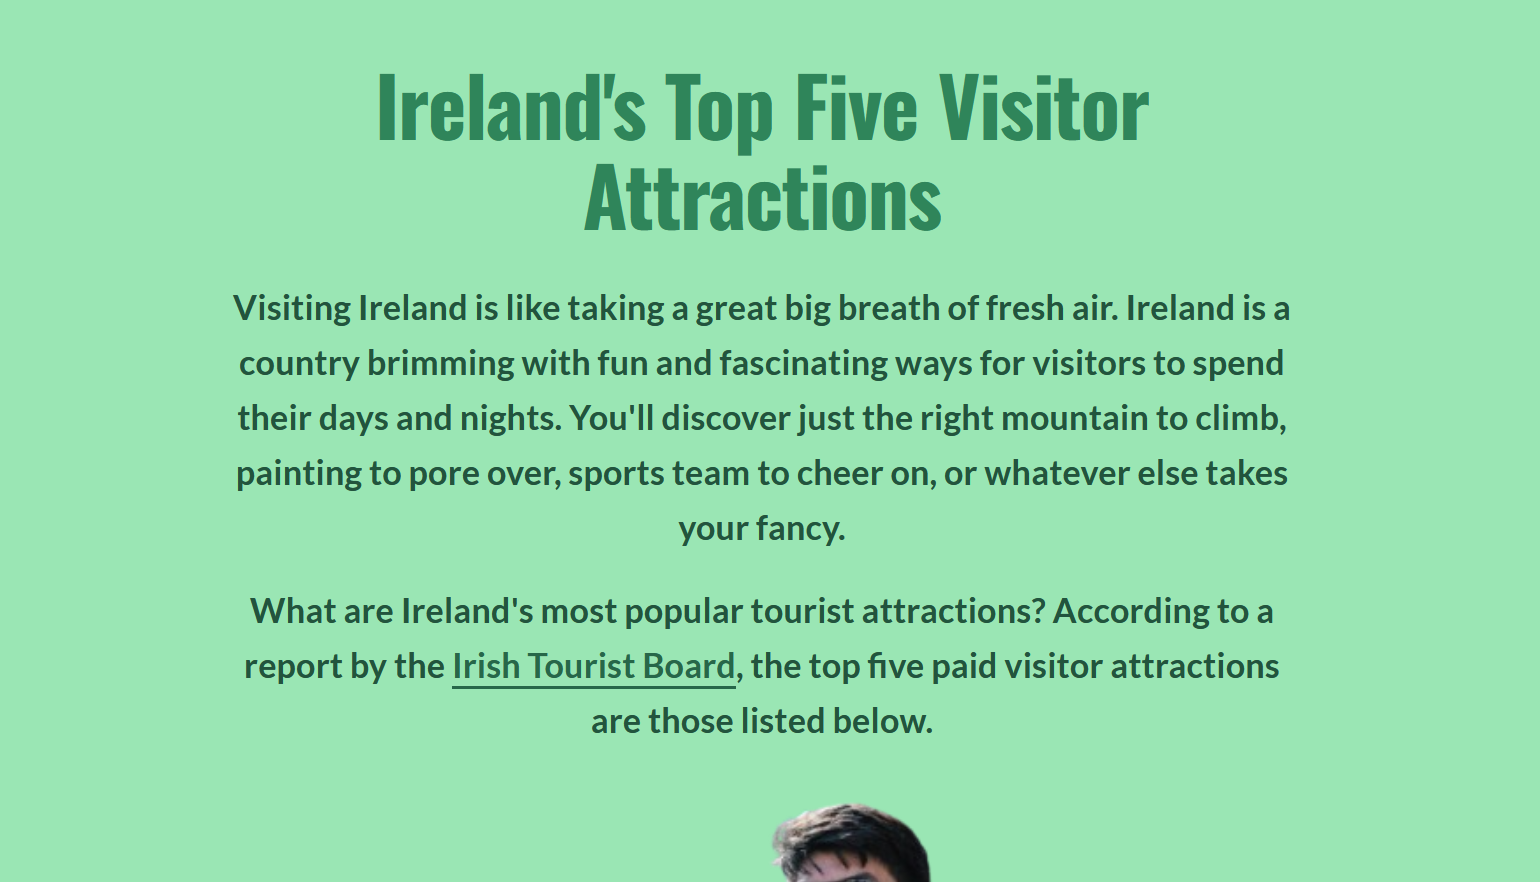 Ireland's Top Five Visitor
Attractions
Visiting Ireland is like taking a great big breath of fresh air. Ireland is a
country brimming with fun and fascinating ways for visitors to spend
their days and nights. You'll discover just the right mountain to climb,
painting to pore over, sports team to cheer on, or whatever else takes
your fancy.
What are Ireland's most popular tourist attractions? According to a
report by the Irish Tourist Board, the top five paid visitor attractions
are those listed below.